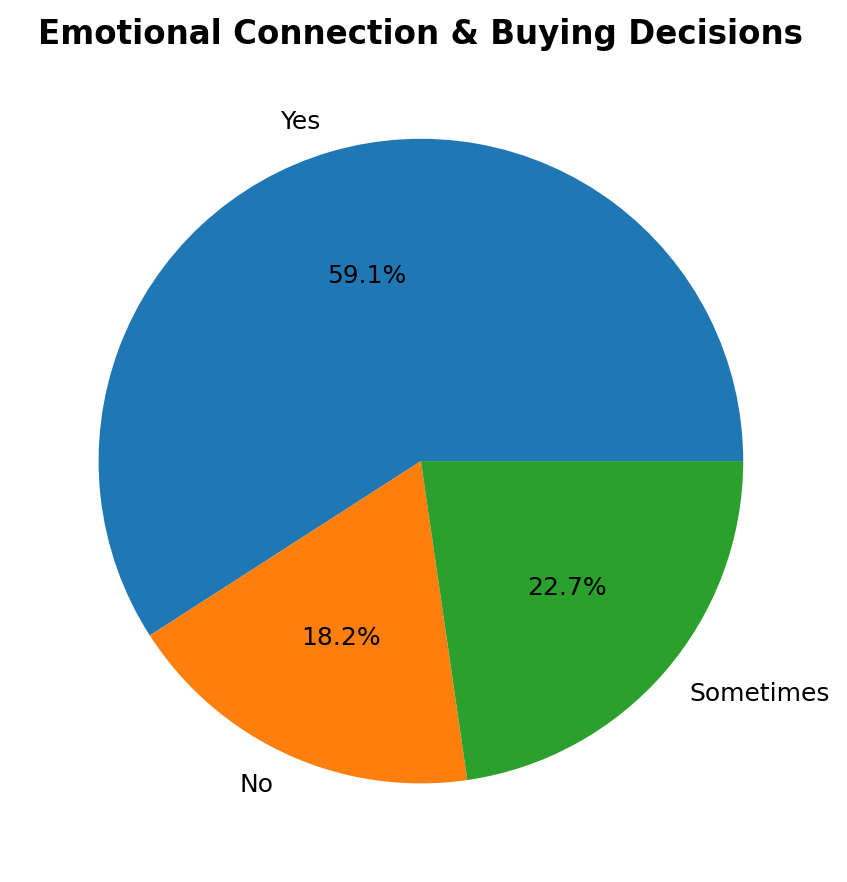 Emotional Connection & Buying Decisions
Yes
59.1%
22.7%
18.2%
Sometimes
No